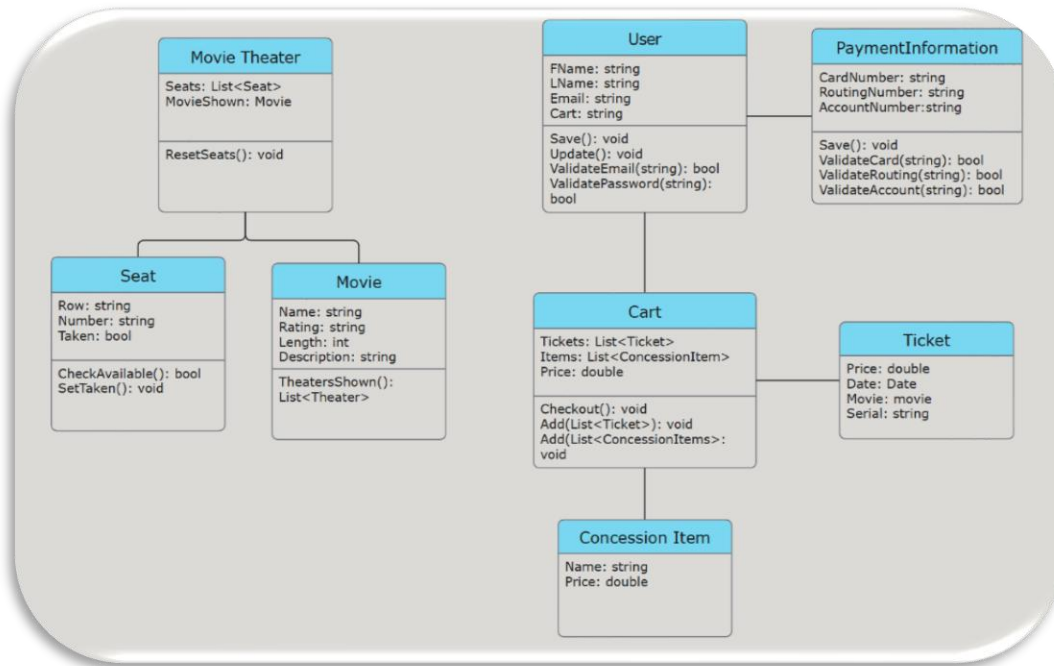 Movie Theater
Seats: List<Seat>
MovieShown: Movie
ResetSeats(): void
User
FName: string
LName: string
Email: string
Cart: string
Save(): void
Update(): void
ValidateEmail(string): bool
ValidatePassword(string):
bool
PaymentInformation
CardNumber: string
RoutingNumber: string
AccountNumber:string
Save(): void
ValidateCard(string): bool
ValidateRouting(string): bool
ValidateAccount(string): bool
Seat
Row: string
Number: string
Taken: bool
CheckAvailable(): bool
SetTaken(): void
Movie
Name: string
Rating: string
Length: int
Description: string
TheatersShown():
List<Theater>
Cart
Tickets: List<Ticket>
Items: List<ConcessionItem>
Price: double
Checkout(): void
Add(List<Ticket>): void
Add(List<ConcessionItems>:
void
Ticket
Price: double
Date: Date
Movie: movie
Serial: string
Concession Item
Name: string
Price: double